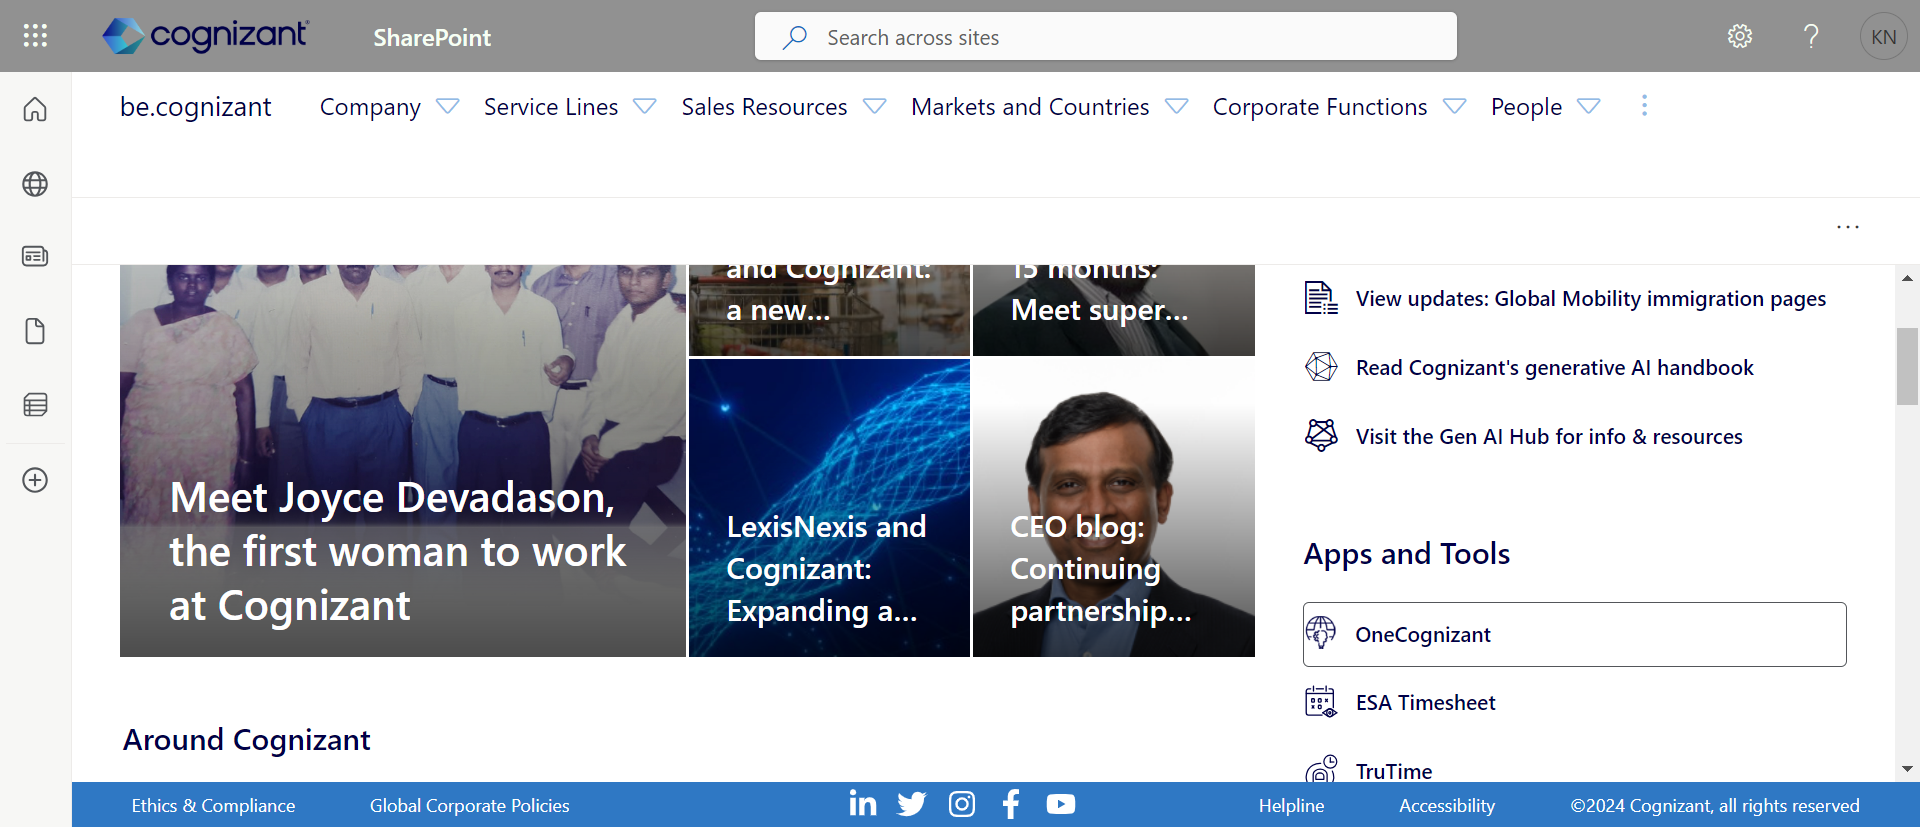 cognizant
SharePoint
Search across sites
KN
be.cognizant
Company
Service Lines
Sales Resources
Markets and Countries
Corporate Functions
People
and Cognizant:
a new...
15 months:
Meet super...
Meet Joyce Devadason,
the first woman to work
at Cognizant
LexisNexis and
Cognizant:
Expanding a...
CEO blog:
Continuing
partnership...
View updates: Global Mobility immigration pages
Read Cognizant's generative AI handbook
Visit the Gen AI Hub for info & resources
Apps and Tools
OneCognizant
ESA Timesheet
TruTime
Around Cognizant
Ethics & Compliance
Global Corporate Policies
Helpline
Accessibility
©2024 Cognizant, all rights reserved